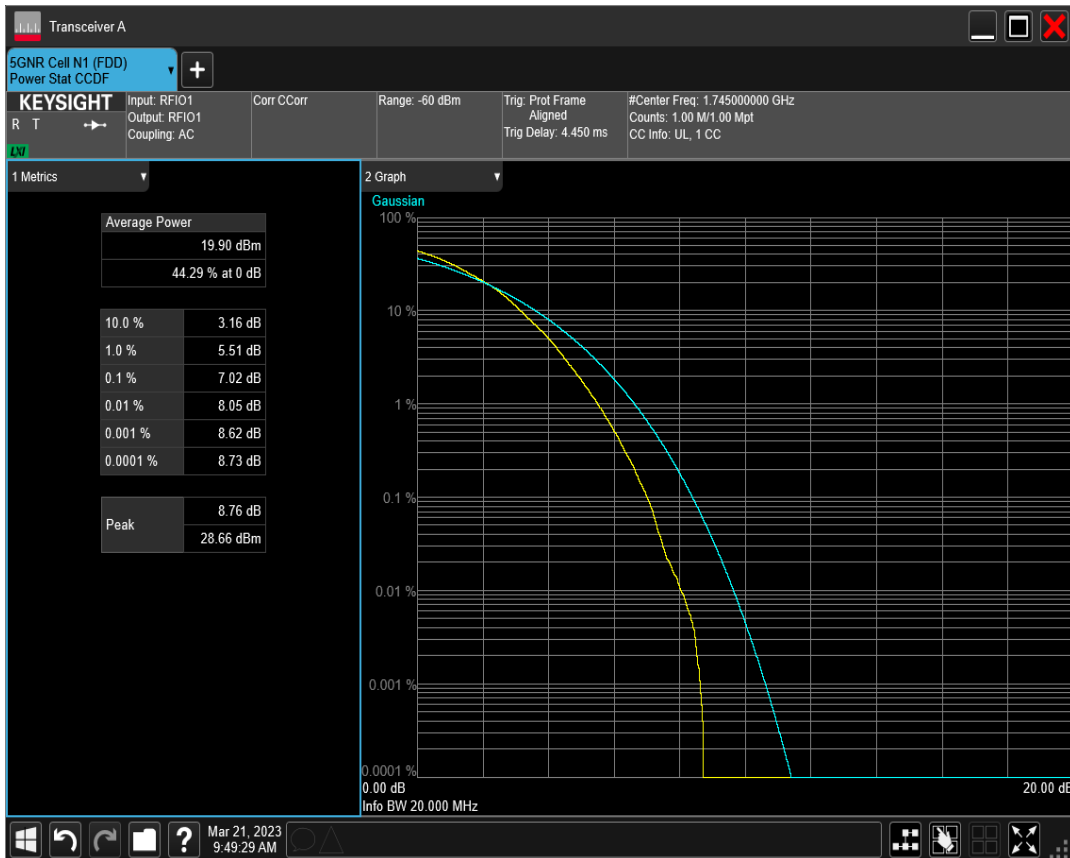 Transceiver A
5GNR Cell N1 (FDD)
Power Stat CCDF
+
KEYSIGHT
R T
LXI
Input: RFIO1
Output: RFIO1
Coupling: AC
Corr CCorr
Range: -60 dBm
Trig: Prot Frame
Aligned
Trig Delay: 4.450 ms
#Center Freq: 1.745000000 GHz
Counts: 1.00 M/1.00 Mpt
CC Info: UL, 1 CC
1 Metrics
Average Power
19.90 dBm
44.29 % at 0 dB
10.0 % 3.16 dB
1.0 % 5.51 dB
0.1 % 7.02 dB
0.01 % 8.05 dB
0.001 % 8.62 dB
0.0001 % 8.73 dB
Peak
8.76 dB
28.66 dBm
2 Graph
Gaussian
100 %
10 %
1 %
0.1 %
0.01 %
0.001 %
0.0001 %
0.00 dB 20.00 dB
Info BW 20.000 MHz
?
Mar 21, 2023
9:49:29 AM